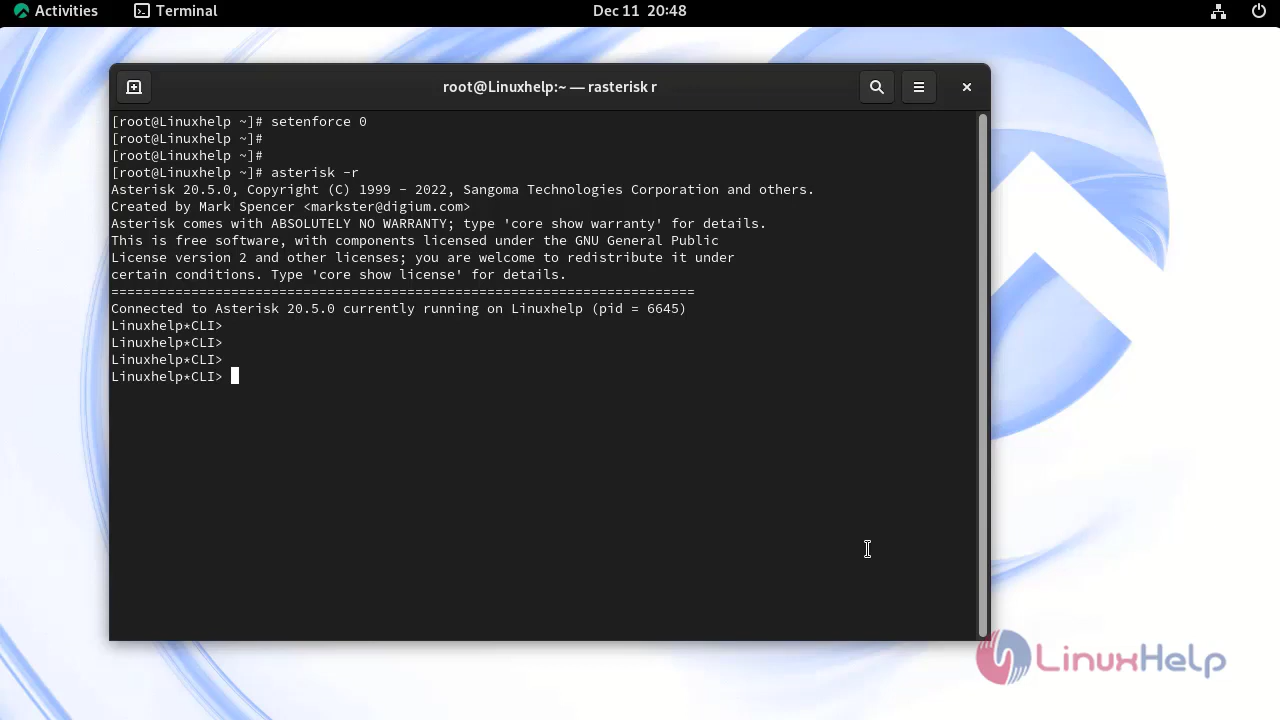 Activities Terminal Dec 11 20:48
root@Linuxhelp:~ — rasterisk r
[root@Linuxhelp ~]# setenforce 0
[root@Linuxhelp ~]#
[root@Linuxhelp ~]#
[root@Linuxhelp ~]# asterisk -r
Asterisk 20.5.0, Copyright (C) 1999 - 2022, Sangoma Technologies Corporation and others.
Created by Mark Spencer <markster@digium.com>
Asterisk comes with ABSOLUTELY NO WARRANTY; type 'core show warranty' for details.
This is free software, with components licensed under the GNU General Public
License version 2 and other licenses; you are welcome to redistribute it under
certain conditions. Type 'core show license' for details.
=========================================================================
Connected to Asterisk 20.5.0 currently running on Linuxhelp (pid = 6645)
Linuxhelp*CLI>
Linuxhelp*CLI>
Linuxhelp*CLI>
Linuxhelp*CLI>
LinuxHelp